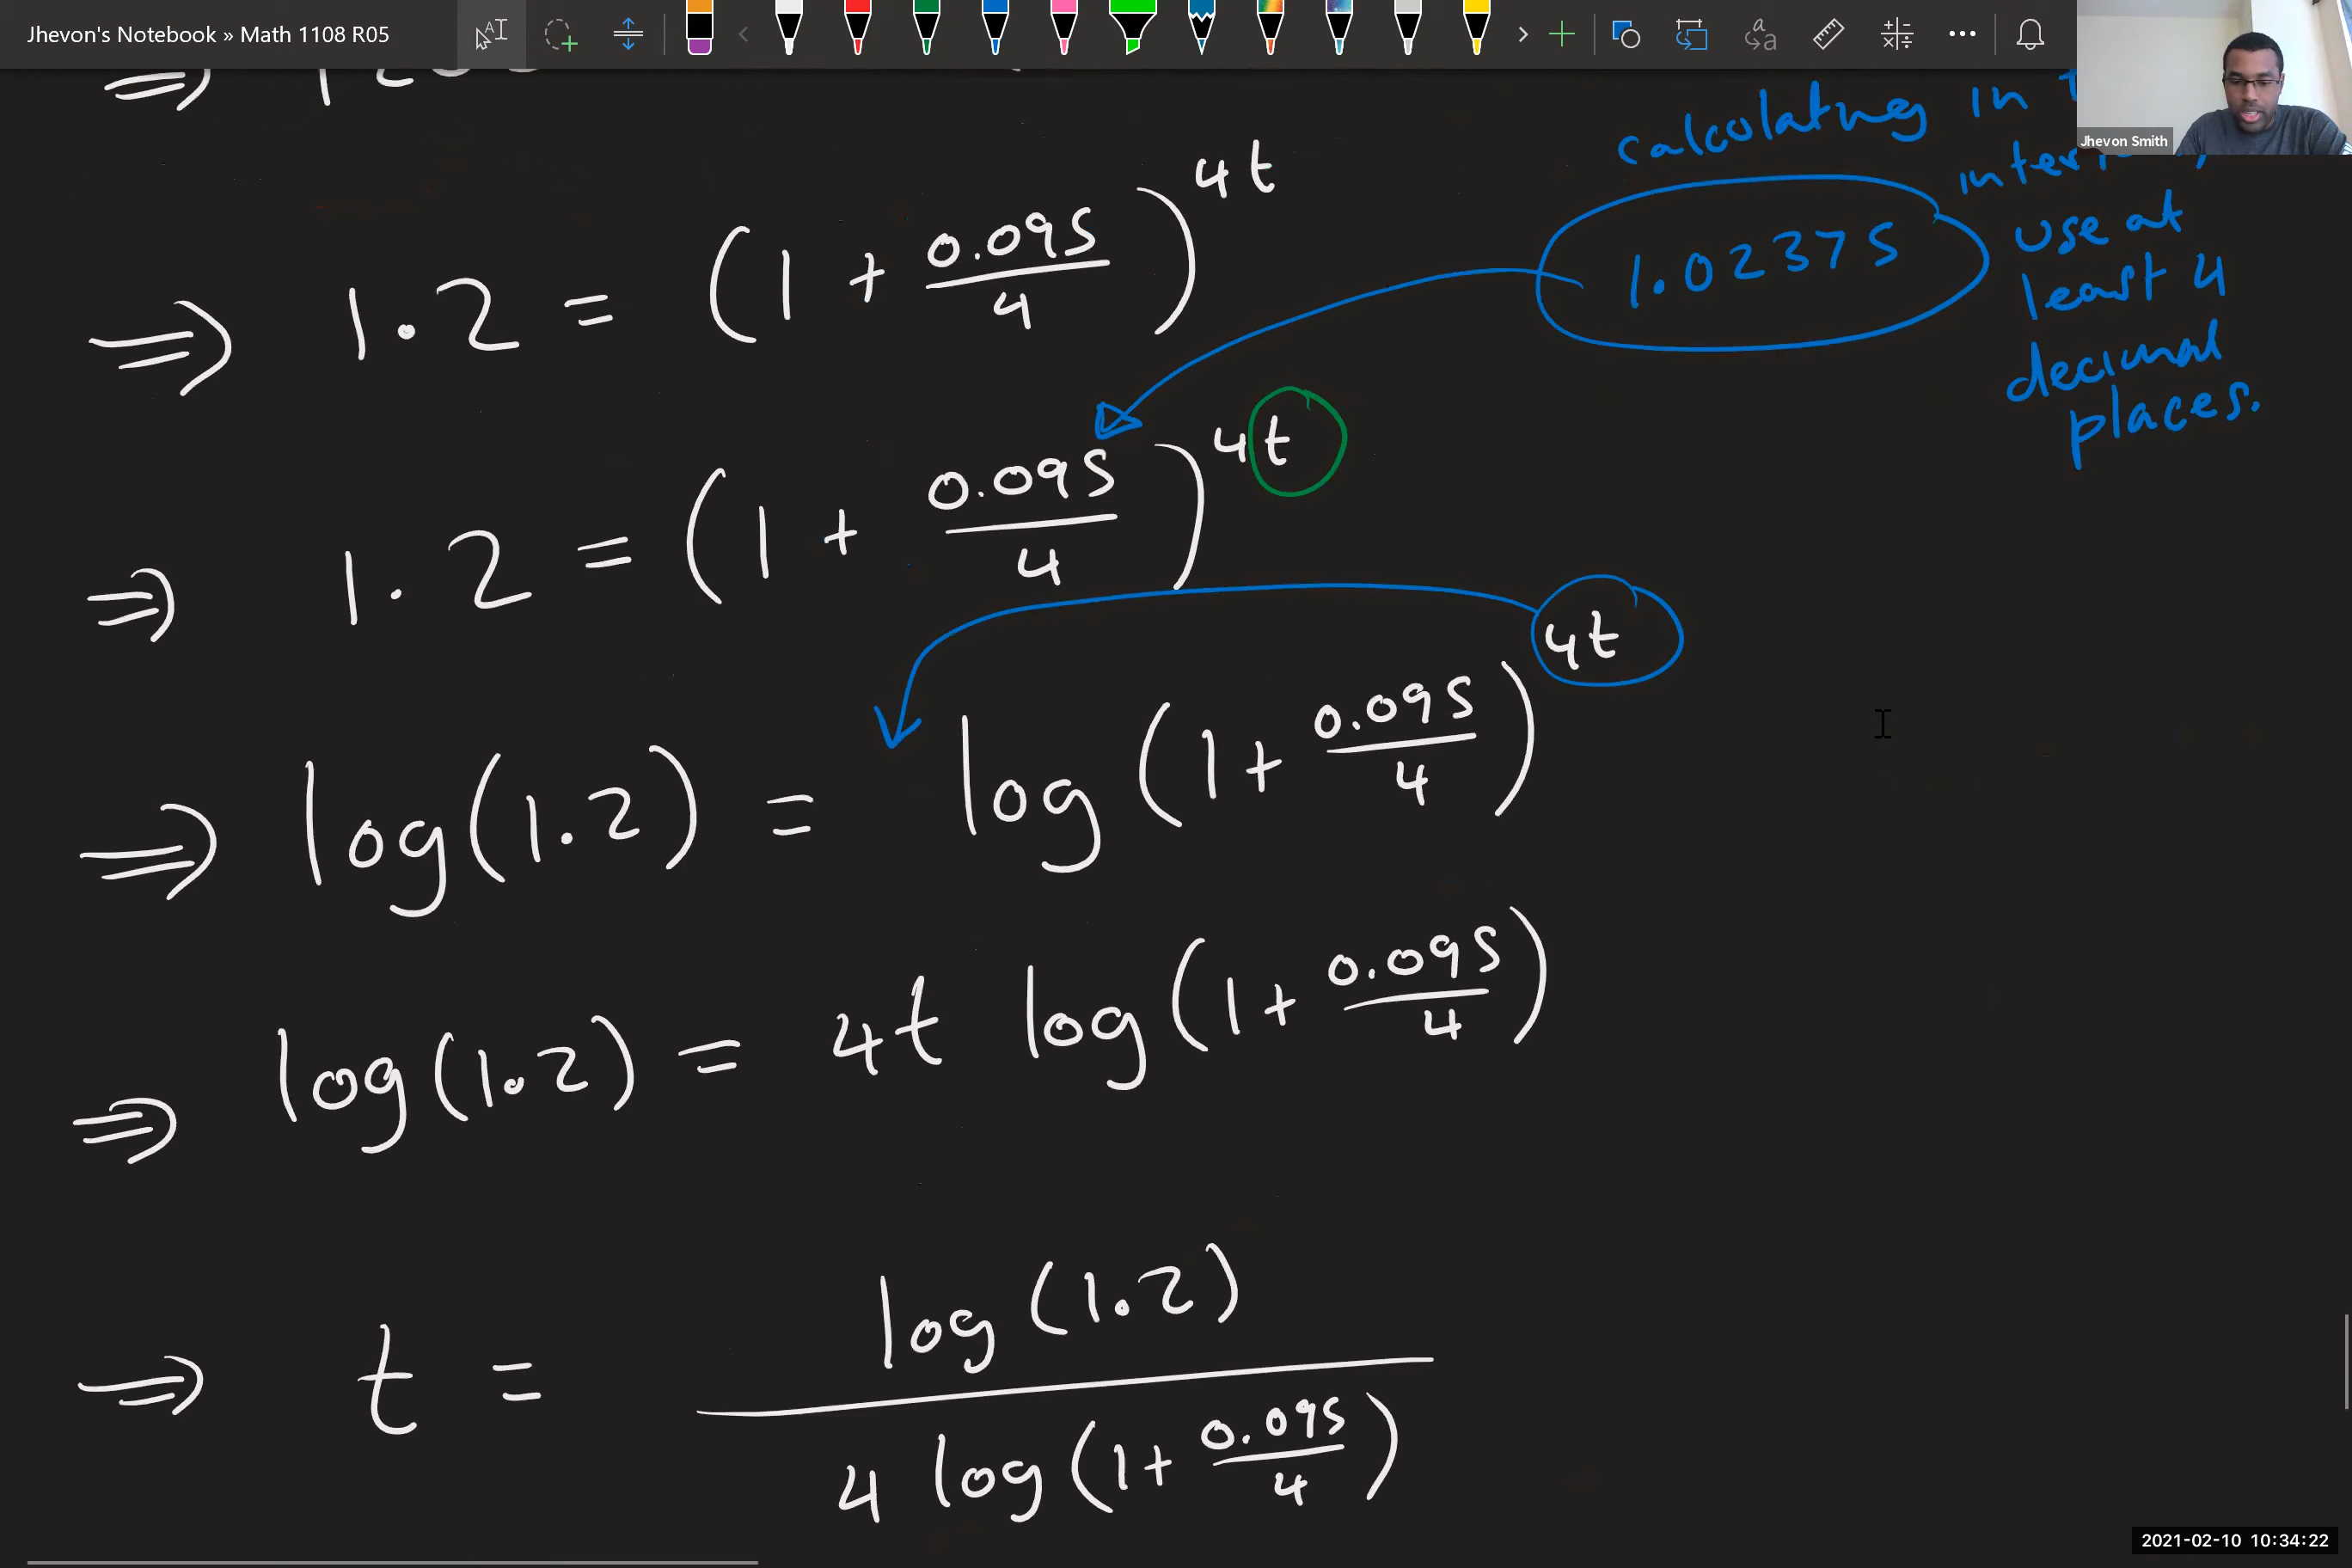 Jhevon's Notebook » Math 1108 R05
Jhevon Smith
calculating in
use at
least 4
decimal
places.
1.02375
⇒ 1.2 = (1 + 0.095/4)^4t
⇒ 1.2 = (1 + 0.095/4)^4t
⇒ log(1.2) = log(1 + 0.095/4)^4t
⇒ log(1.2) = 4t log(1 + 0.095/4)
⇒ t = log(1.2) / 4 log(1 + 0.095/4)
2021-02-10 10:34:22